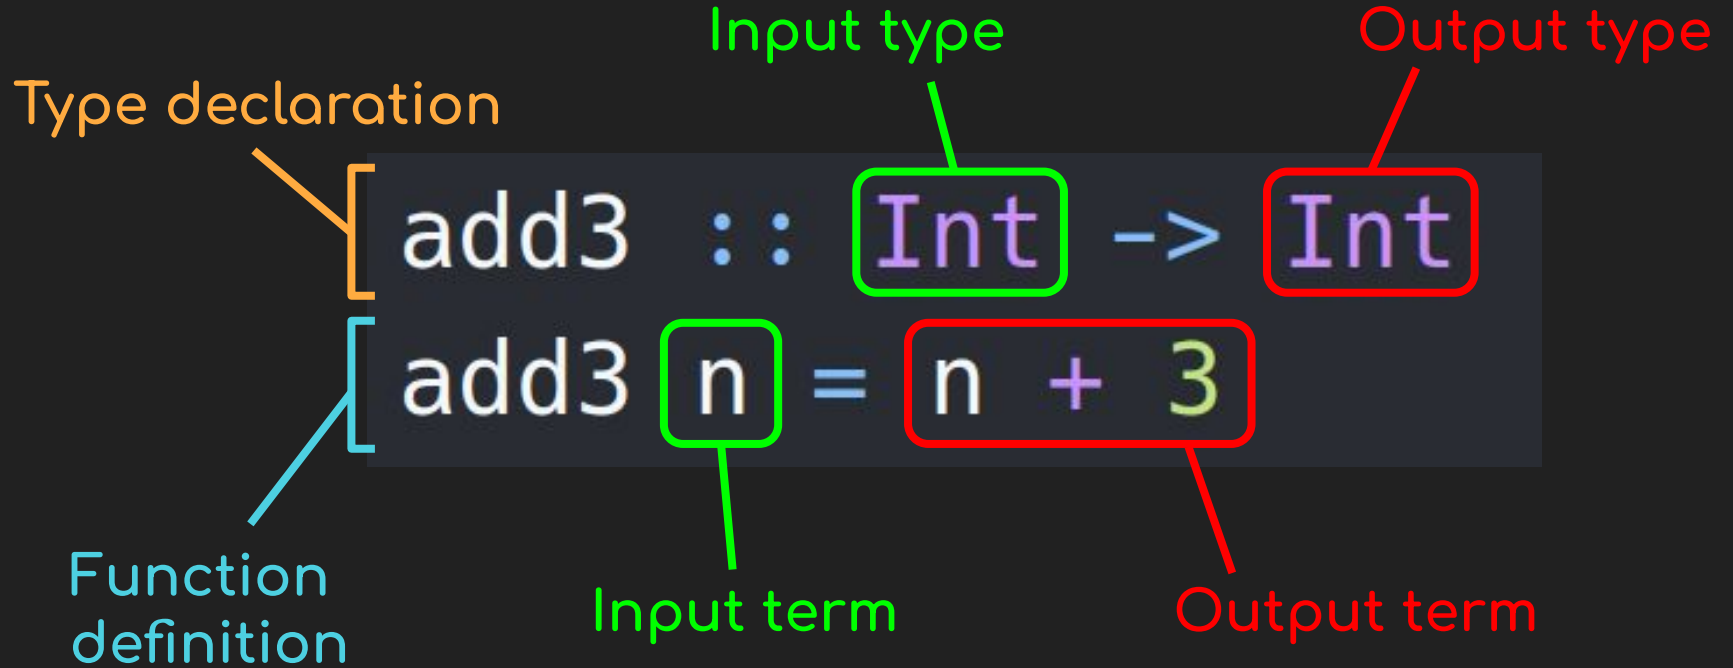 Input type
Output type
Type declaration
add3 :: Int -> Int
add3 n = n + 3
Function
definition
Input term
Output term